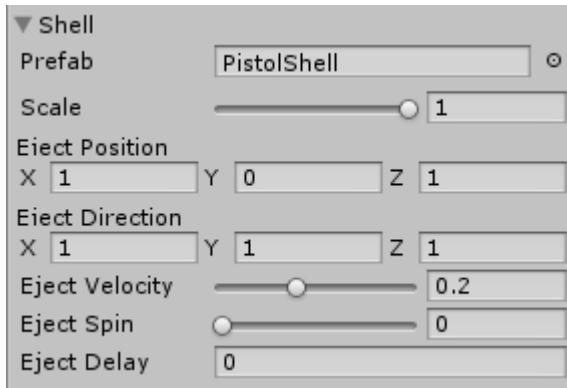 Shell
Prefab PistolShell
Scale 1
Eject Position
X 1 Y 0 Z 1
Eject Direction
X 1 Y 1 Z 1
Eject Velocity 0.2
Eject Spin 0
Eject Delay 0